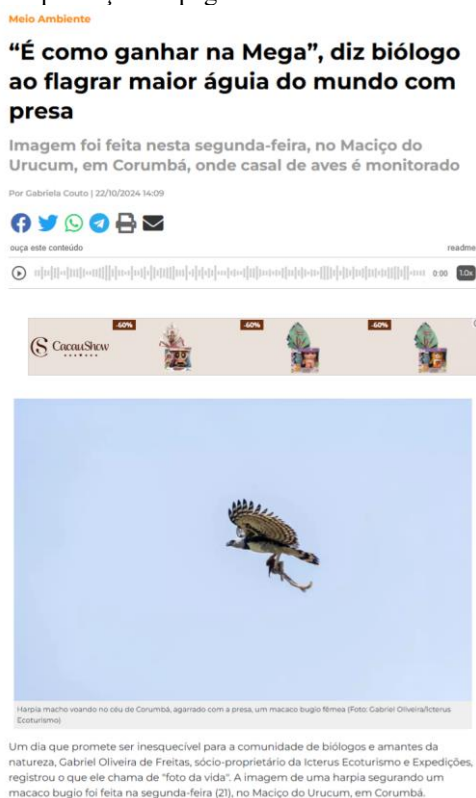 Meio Ambiente
“É como ganhar na Mega”, diz biólogo
ao flagrar maior águia do mundo com
presa
Imagem foi feita nesta segunda-feira, no Maciço do
Urucum, em Corumbá, onde casal de aves é monitorado
Por Gabriela Couto | 22/10/2024 14:09
ouça este conteúdo readme
0:00 1.0x
-60% -60% -60%
CacauShow
Harpia macho voando no céu de Corumbá, agarrado com a presa, um macaco bugio fêmea (Foto: Gabriel Oliveira/Icterus
Ecoturismo)
Um dia que promete ser inesquecível para a comunidade de biólogos e amantes da
natureza, Gabriel Oliveira de Freitas, sócio-proprietário da Icterus Ecoturismo e Expedições,
registrou o que ele chama de "foto da vida". A imagem de uma harpia segurando um
macaco bugio foi feita na segunda-feira (21), no Maciço do Urucum, em Corumbá.